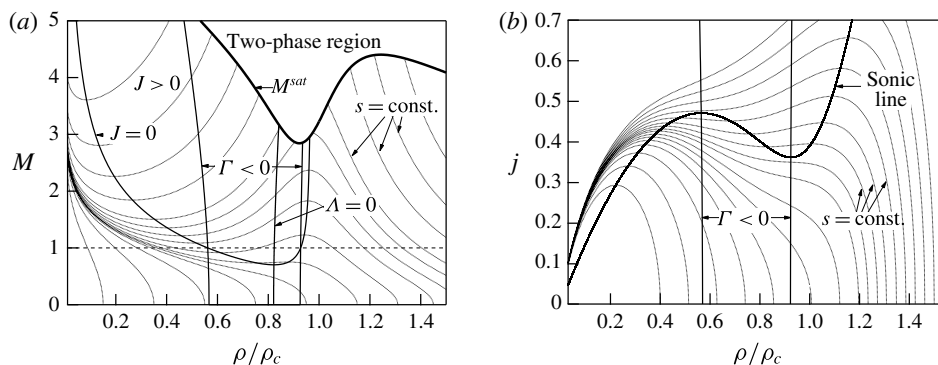 (a)
5
4
3
2
1
0
M
0.2 0.4 0.6 0.8 1.0 1.2 1.4
ρ/ρc
Two-phase region
J > 0
M^sat
J = 0
s = const.
Γ < 0
Λ = 0
(b)
0.7
0.6
0.5
0.4
0.3
0.2
0.1
0
j
0.2 0.4 0.6 0.8 1.0 1.2 1.4
ρ/ρc
Sonic
line
Γ < 0
s = const.